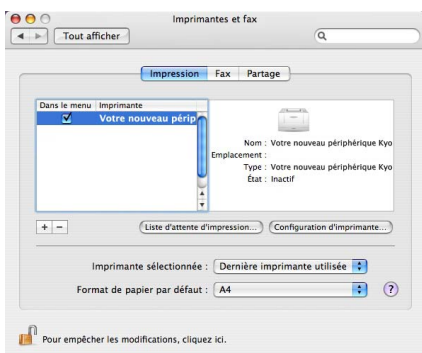 Imprimantes et fax
Tout afficher
Impression Fax Partage
Dans le menu Imprimante
Votre nouveau périp
Nom : Votre nouveau périphérique Kyo
Emplacement :
Type : Votre nouveau périphérique Kyo
État : Inactif
+ −
Liste d'attente d'impression... Configuration d'imprimante...
Imprimante sélectionnée : Dernière imprimante utilisée
Format de papier par défaut : A4 ?
Pour empêcher les modifications, cliquez ici.